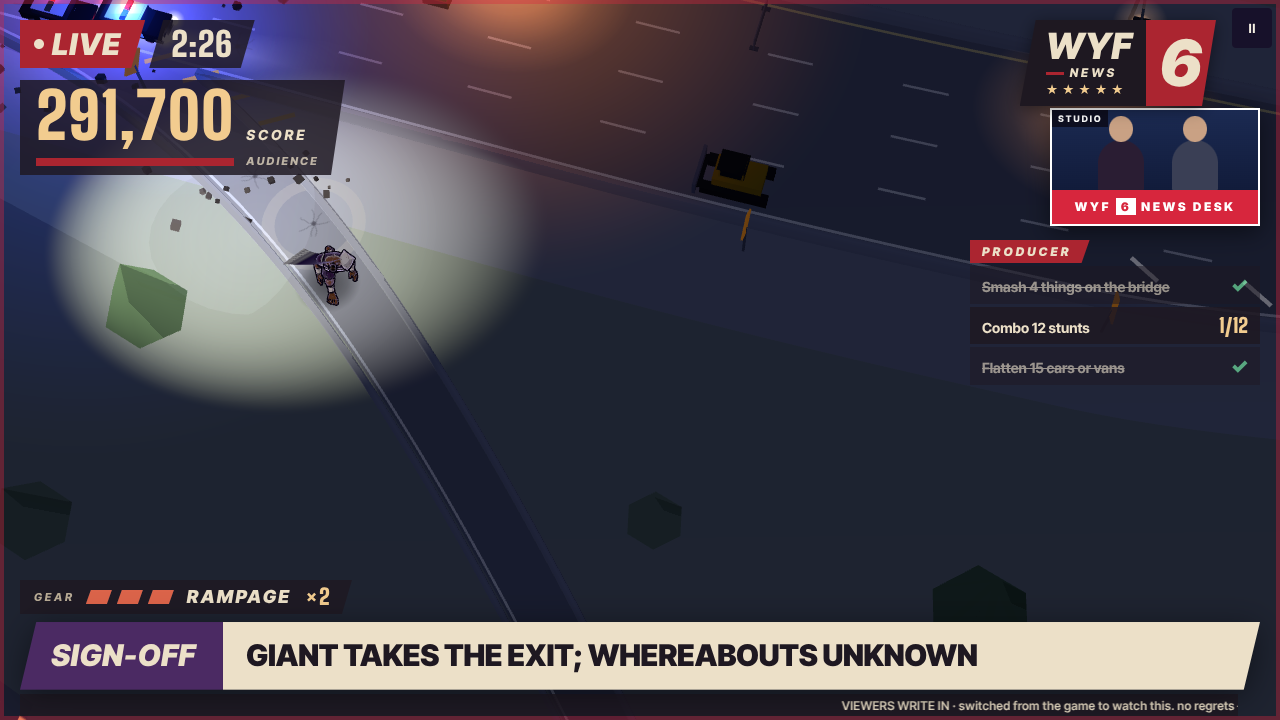 • LIVE
2:26
291,700 SCORE
AUDIENCE
WYF
NEWS
★★★★★
6
STUDIO
WYF 6 NEWS DESK
PRODUCER
Smash 4 things on the bridge
Combo 12 stunts 1/12
Flatten 15 cars or vans
GEAR RAMPAGE ×2
SIGN-OFF
GIANT TAKES THE EXIT; WHEREABOUTS UNKNOWN
VIEWERS WRITE IN · switched from the game to watch this. no regrets ·